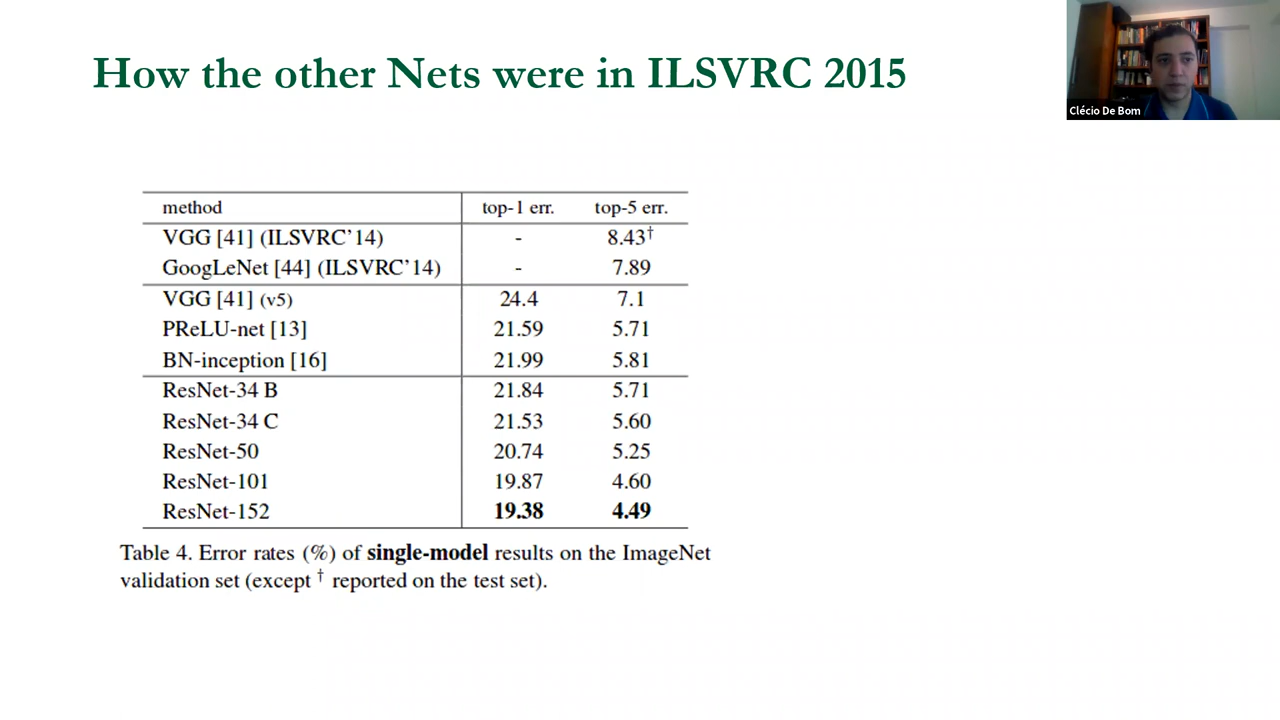 How the other Nets were in ILSVRC 2015
Clécio De Bom
method top-1 err. top-5 err.
VGG [41] (ILSVRC’14) - 8.43†
GoogLeNet [44] (ILSVRC’14) - 7.89
VGG [41] (v5) 24.4 7.1
PReLU-net [13] 21.59 5.71
BN-inception [16] 21.99 5.81
ResNet-34 B 21.84 5.71
ResNet-34 C 21.53 5.60
ResNet-50 20.74 5.25
ResNet-101 19.87 4.60
ResNet-152 19.38 4.49
Table 4. Error rates (%) of single-model results on the ImageNet
validation set (except † reported on the test set).